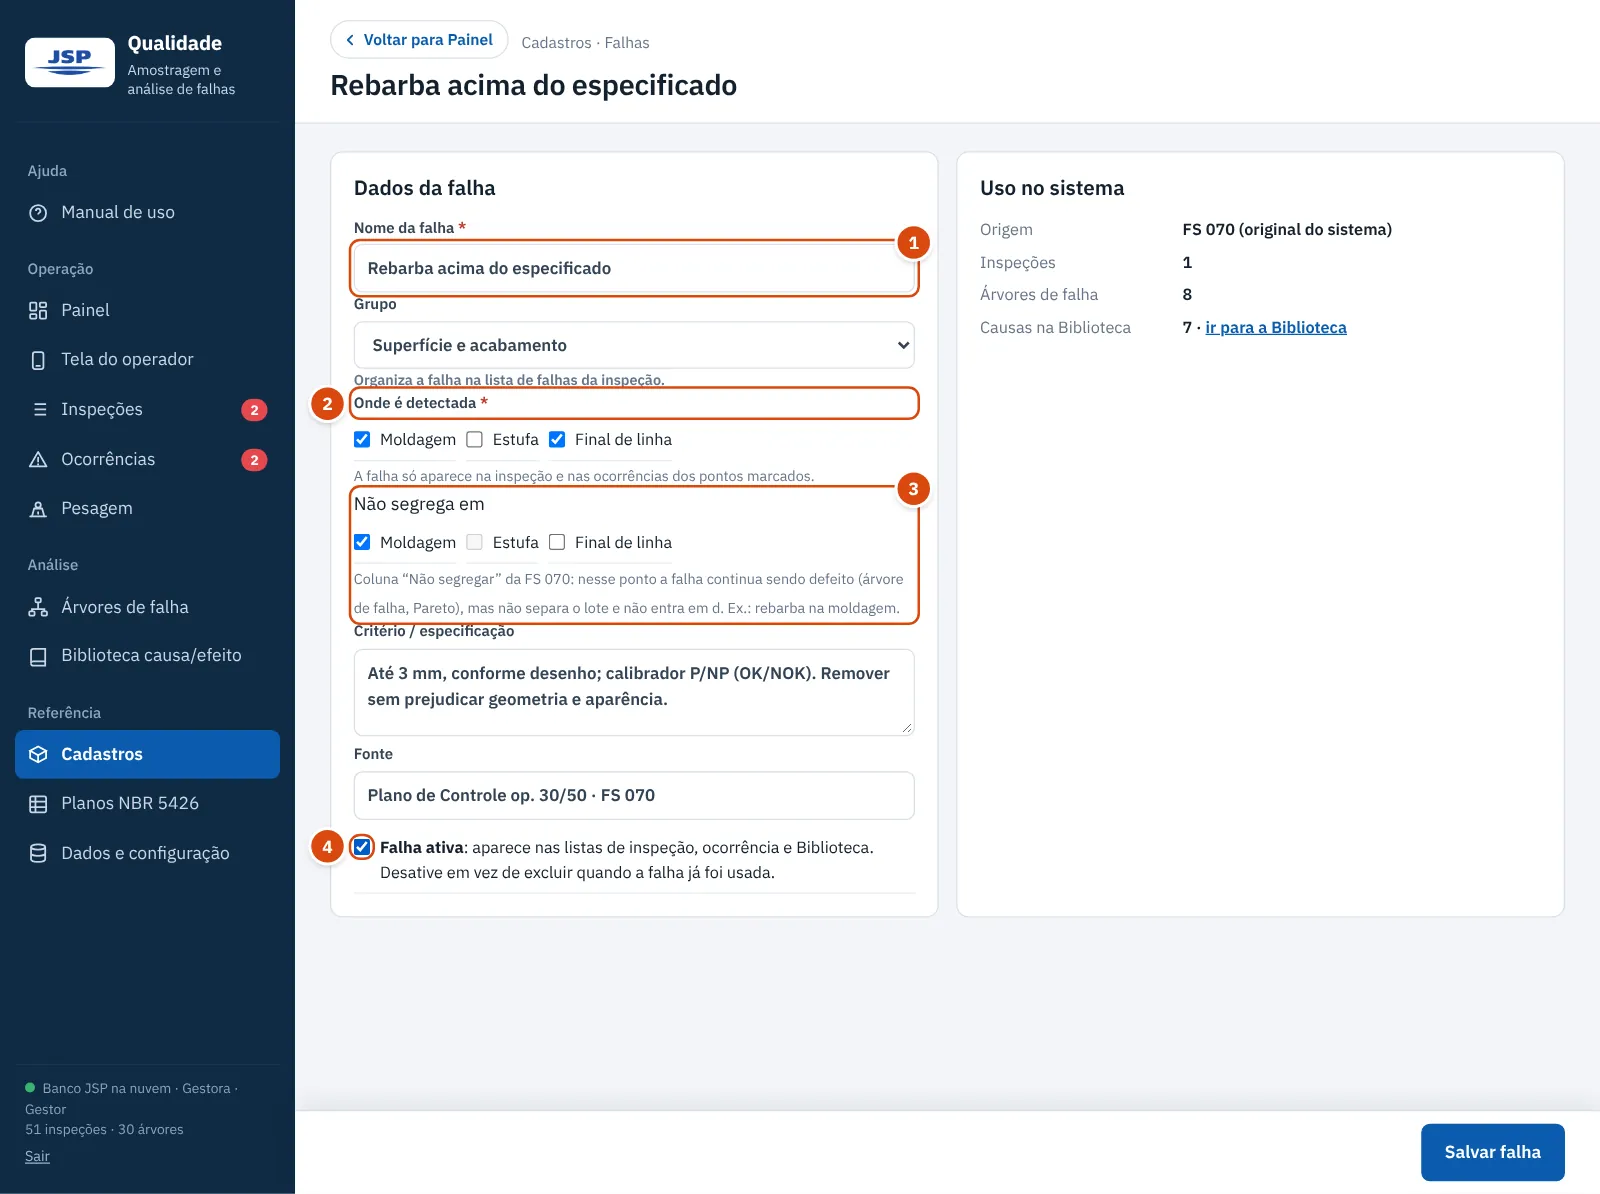 JSP
Qualidade
Amostragem e
análise de falhas
Ajuda
Manual de uso
Operação
Painel
Tela do operador
Inspeções 2
Ocorrências 2
Pesagem
Análise
Árvores de falha
Biblioteca causa/efeito
Referência
Cadastros
Planos NBR 5426
Dados e configuração
Banco JSP na nuvem · Gestora ·
Gestor
51 inspeções · 30 árvores
Sair
Voltar para Painel
Cadastros · Falhas
Rebarba acima do especificado
Dados da falha
Nome da falha *
1
Rebarba acima do especificado
Grupo
Superfície e acabamento
Organiza a falha na lista de falhas da inspeção.
2
Onde é detectada *
Moldagem Estufa Final de linha
A falha só aparece na inspeção e nas ocorrências dos pontos marcados.
3
Não segrega em
Moldagem Estufa Final de linha
Coluna “Não segregar” da FS 070: nesse ponto a falha continua sendo defeito (árvore
de falha, Pareto), mas não separa o lote e não entra em d. Ex.: rebarba na moldagem.
Critério / especificação
Até 3 mm, conforme desenho; calibrador P/NP (OK/NOK). Remover
sem prejudicar geometria e aparência.
Fonte
Plano de Controle op. 30/50 · FS 070
4
Falha ativa: aparece nas listas de inspeção, ocorrência e Biblioteca.
Desative em vez de excluir quando a falha já foi usada.
Uso no sistema
Origem FS 070 (original do sistema)
Inspeções 1
Árvores de falha 8
Causas na Biblioteca 7 · ir para a Biblioteca
Salvar falha